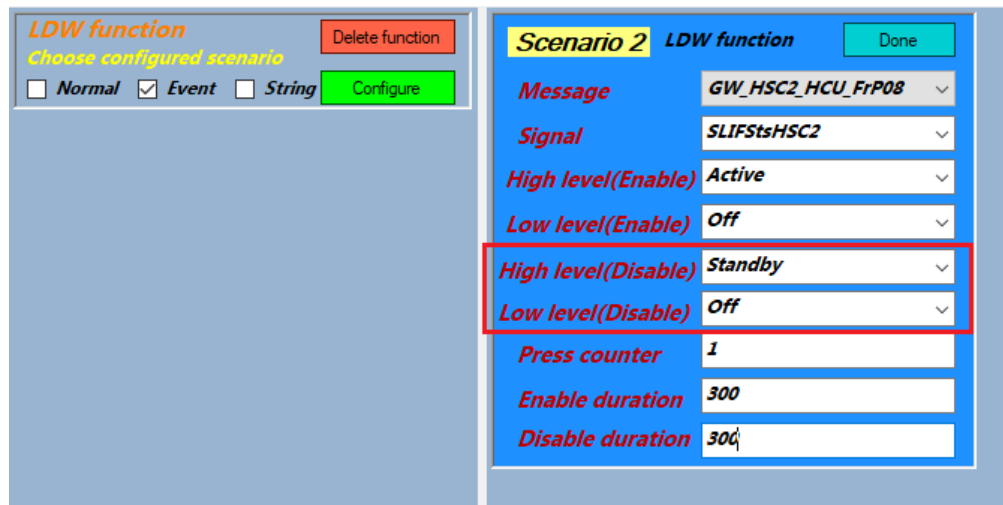 LDW function
Delete function
Choose configured scenario
Normal Event String Configure
Scenario 2 LDW function Done
Message GW_HSC2_HCU_FrP08
Signal SLIFStsHSC2
High level(Enable) Active
Low level(Enable) Off
High level(Disable) Standby
Low level(Disable) Off
Press counter 1
Enable duration 300
Disable duration 300